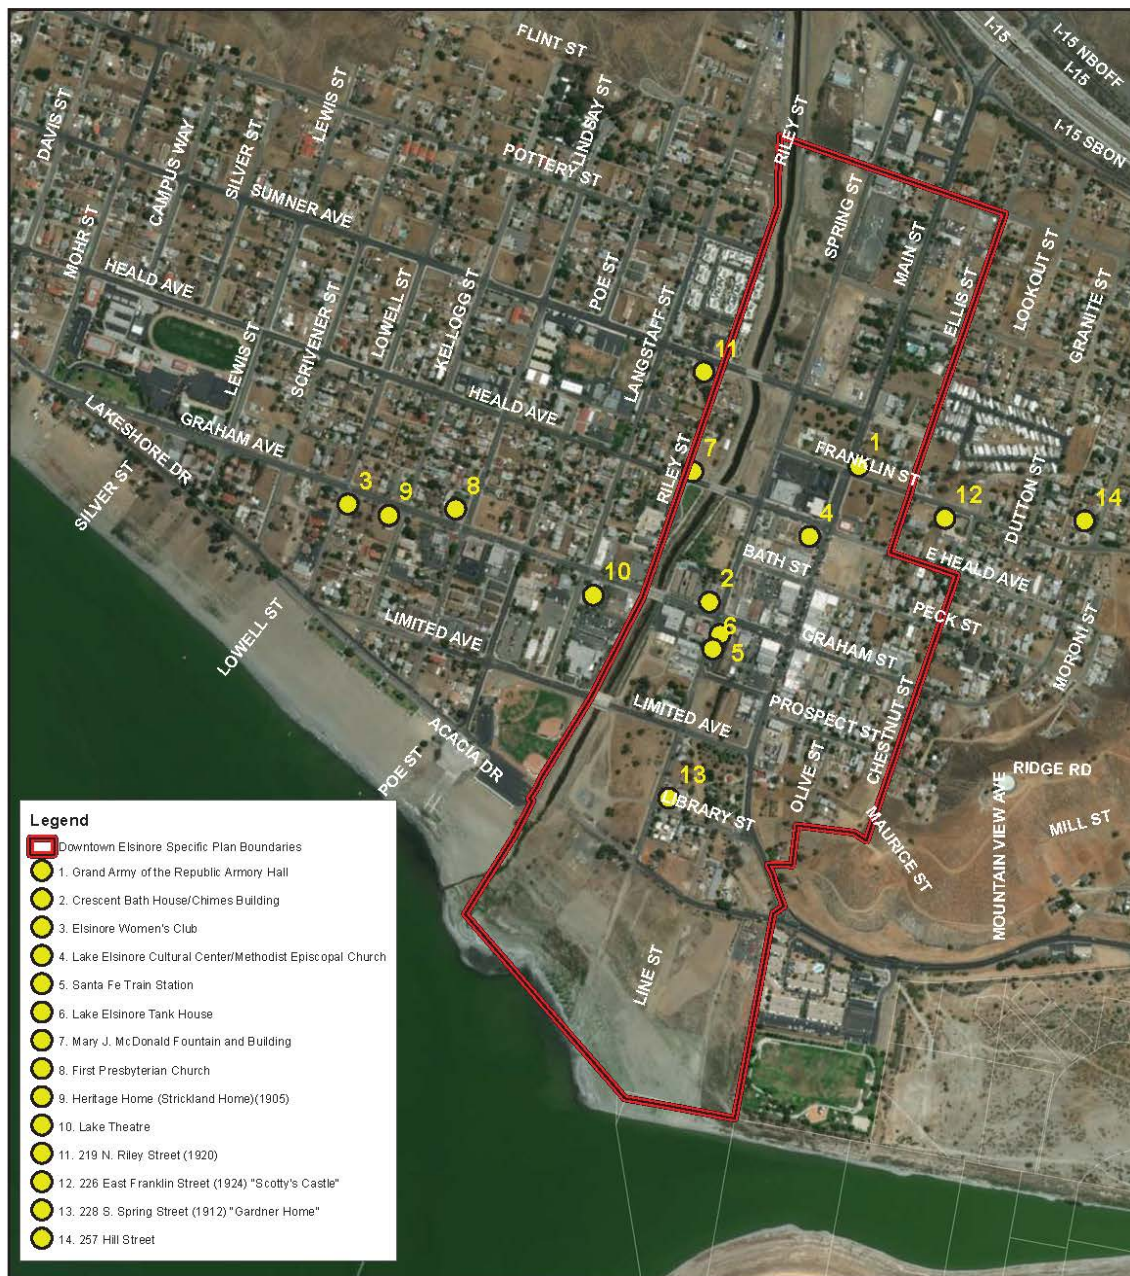 FLINT ST
I-15
I-15 NBOFF
I-15
I-15 SBON
DAVIS ST
CAMPUS WAY
SILVER ST
LEWIS ST
LINDSAY ST
POTTERY ST
RILEY ST
SUMNER AVE
SPRING ST
MAIN ST
MOHR ST
HEALD AVE
SCRIVENER ST
LOWELL ST
KELLOGG ST
POE ST
LANGSTAFF ST
ELLIS ST
LOOKOUT ST
GRANITE ST
LEWIS ST
11
HEALD AVE
LAKESHORE DR
GRAHAM AVE
SILVER ST
RILEY ST
7
1
FRANKLIN ST
3
9
8
4
12
DUTTON ST
14
BATH ST
E HEALD AVE
10
2
PECK ST
LOWELL ST
LIMITED AVE
6
5
GRAHAM ST
MORONI ST
LIMITED AVE
PROSPECT ST
CHESTNUT ST
ACACIA DR
POE ST
13
LIBRARY ST
OLIVE ST
RIDGE RD
MAURICE ST
MOUNTAIN VIEW AVE
MILL ST
LINE ST
Legend
Downtown Elsinore Specific Plan Boundaries
1. Grand Army of the Republic Armory Hall
2. Crescent Bath House/Chimes Building
3. Elsinore Women's Club
4. Lake Elsinore Cultural Center/Methodist Episcopal Church
5. Santa Fe Train Station
6. Lake Elsinore Tank House
7. Mary J. McDonald Fountain and Building
8. First Presbyterian Church
9. Heritage Home (Strickland Home)(1905)
10. Lake Theatre
11. 219 N. Riley Street (1920)
12. 226 East Franklin Street (1924) "Scotty's Castle"
13. 228 S. Spring Street (1912) "Gardner Home"
14. 257 Hill Street